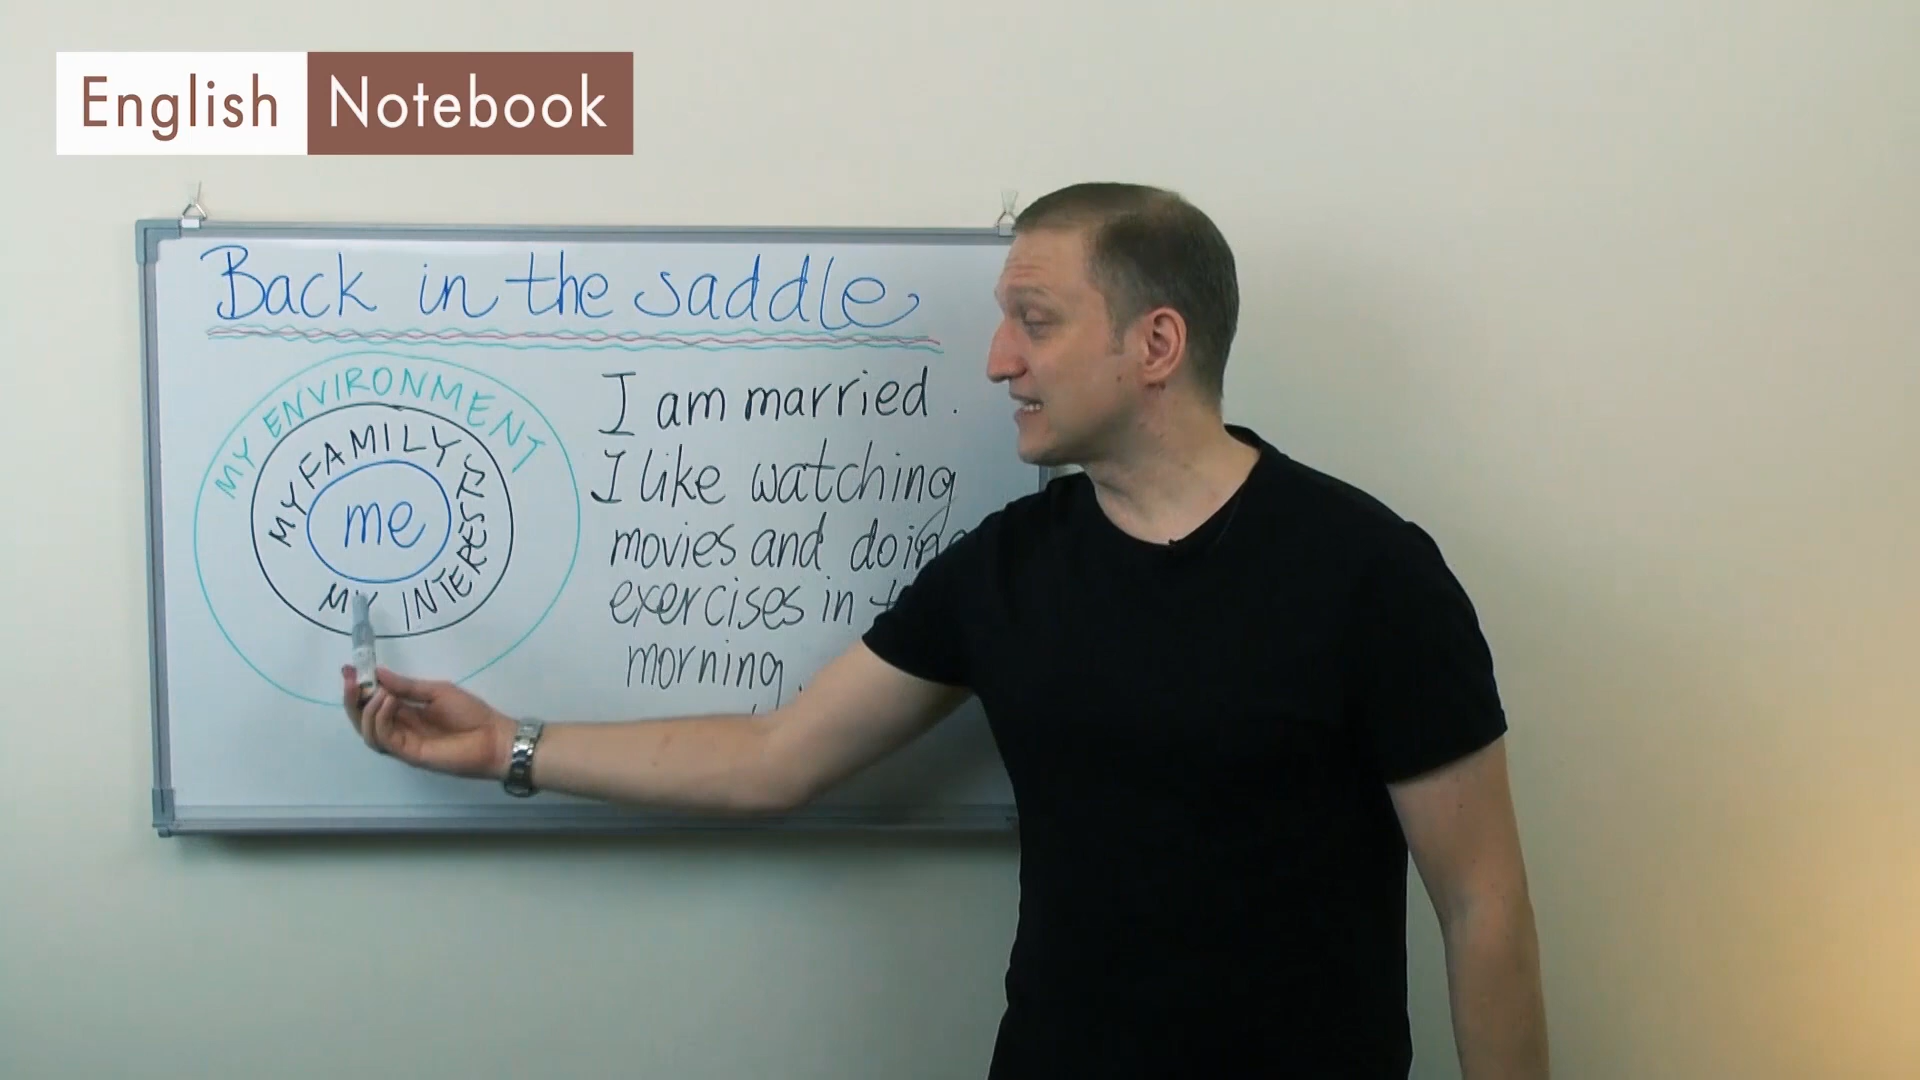 English Notebook
Back in the saddle
MY ENVIRONMENT
MY FAMILY
MY INTERESTS
me
I am married.
I like watching
movies and doing
exercises in
morning.